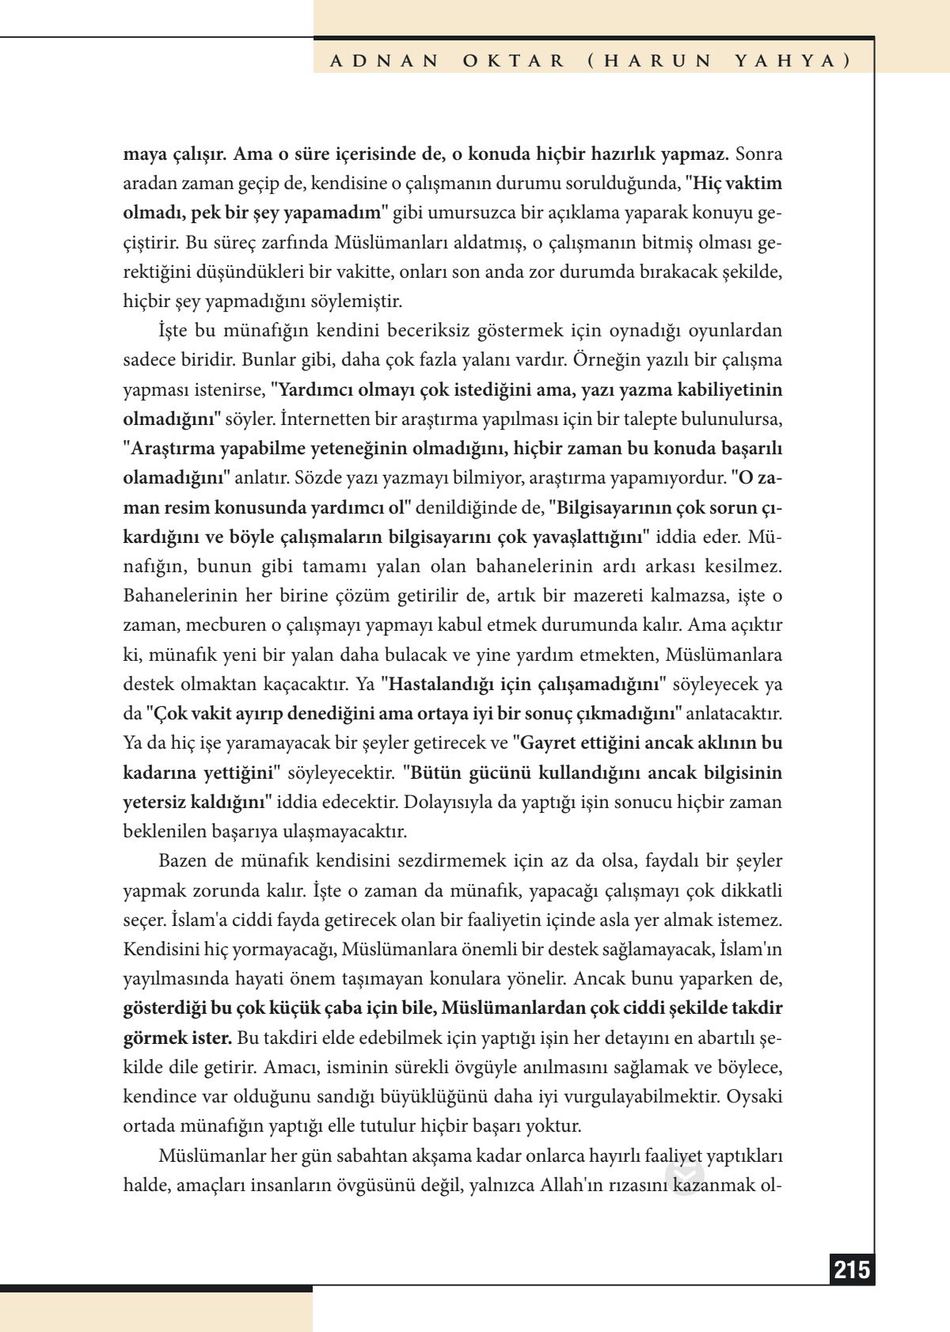 ADNAN OKTAR (HARUN YAHYA)
maya çalışır. Ama o süre içerisinde de, o konuda hiçbir hazırlık yapmaz. Sonra
aradan zaman geçip de, kendisine o çalışmanın durumu sorulduğunda, "Hiç vaktim
olmadı, pek bir şey yapamadım" gibi umursuzca bir açıklama yaparak konuyu ge-
çiştirir. Bu süreç zarfında Müslümanları aldatmış, o çalışmanın bitmiş olması ge-
rektiğini düşündükleri bir vakitte, onları son anda zor durumda bırakacak şekilde,
hiçbir şey yapmadığını söylemiştir.
İşte bu münafığın kendini beceriksiz göstermek için oynadığı oyunlardan
sadece biridir. Bunlar gibi, daha çok fazla yalanı vardır. Örneğin yazılı bir çalışma
yapması istenirse, "Yardımcı olmayı çok istediğini ama, yazı yazma kabiliyetinin
olmadığını" söyler. İnternetten bir araştırma yapılması için bir talepte bulunulursa,
"Araştırma yapabilme yeteneğinin olmadığını, hiçbir zaman bu konuda başarılı
olamadığını" anlatır. Sözde yazı yazmayı bilmiyor, araştırma yapamıyordur. "O za-
man resim konusunda yardımcı ol" denildiğinde de, "Bilgisayarının çok sorun çı-
kardığını ve böyle çalışmaların bilgisayarını çok yavaşlattığını" iddia eder. Mü-
nafığın, bunun gibi tamamı yalan olan bahanelerinin ardı arkası kesilmez.
Bahanelerinin her birine çözüm getirilir de, artık bir mazereti kalmazsa, işte o
zaman, mecburen o çalışmayı yapmayı kabul etmek durumunda kalır. Ama açıktır
ki, münafık yeni bir yalan daha bulacak ve yine yardım etmekten, Müslümanlara
destek olmaktan kaçacaktır. Ya "Hastalandığı için çalışamadığını" söyleyecek ya
da "Çok vakit ayırıp denediğini ama ortaya iyi bir sonuç çıkmadığını" anlatacaktır.
Ya da hiç işe yaramayacak bir şeyler getirecek ve "Gayret ettiğini ancak aklının bu
kadarına yettiğini" söyleyecektir. "Bütün gücünü kullandığını ancak bilgisinin
yetersiz kaldığını" iddia edecektir. Dolayısıyla da yaptığı işin sonucu hiçbir zaman
beklenilen başarıya ulaşmayacaktır.
Bazen de münafık kendisini sezdirmemek için az da olsa, faydalı bir şeyler
yapmak zorunda kalır. İşte o zaman da münafık, yapacağı çalışmayı çok dikkatli
seçer. İslam'a ciddi fayda getirecek olan bir faaliyetin içinde asla yer almak istemez.
Kendisini hiç yormayacağı, Müslümanlara önemli bir destek sağlamayacak, İslam'ın
yayılmasında hayati önem taşımayan konulara yönelir. Ancak bunu yaparken de,
gösterdiği bu çok küçük çaba için bile, Müslümanlardan çok ciddi şekilde takdir
görmek ister. Bu takdiri elde edebilmek için yaptığı işin her detayını en abartılı şe-
kilde dile getirir. Amacı, isminin sürekli övgüyle anılmasını sağlamak ve böylece,
kendince var olduğunu sandığı büyüklüğünü daha iyi vurgulayabilmektir. Oysaki
ortada münafığın yaptığı elle tutulur hiçbir başarı yoktur.
Müslümanlar her gün sabahtan akşama kadar onlarca hayırlı faaliyet yaptıkları
halde, amaçları insanların övgüsünü değil, yalnızca Allah'ın rızasını kazanmak ol-
215